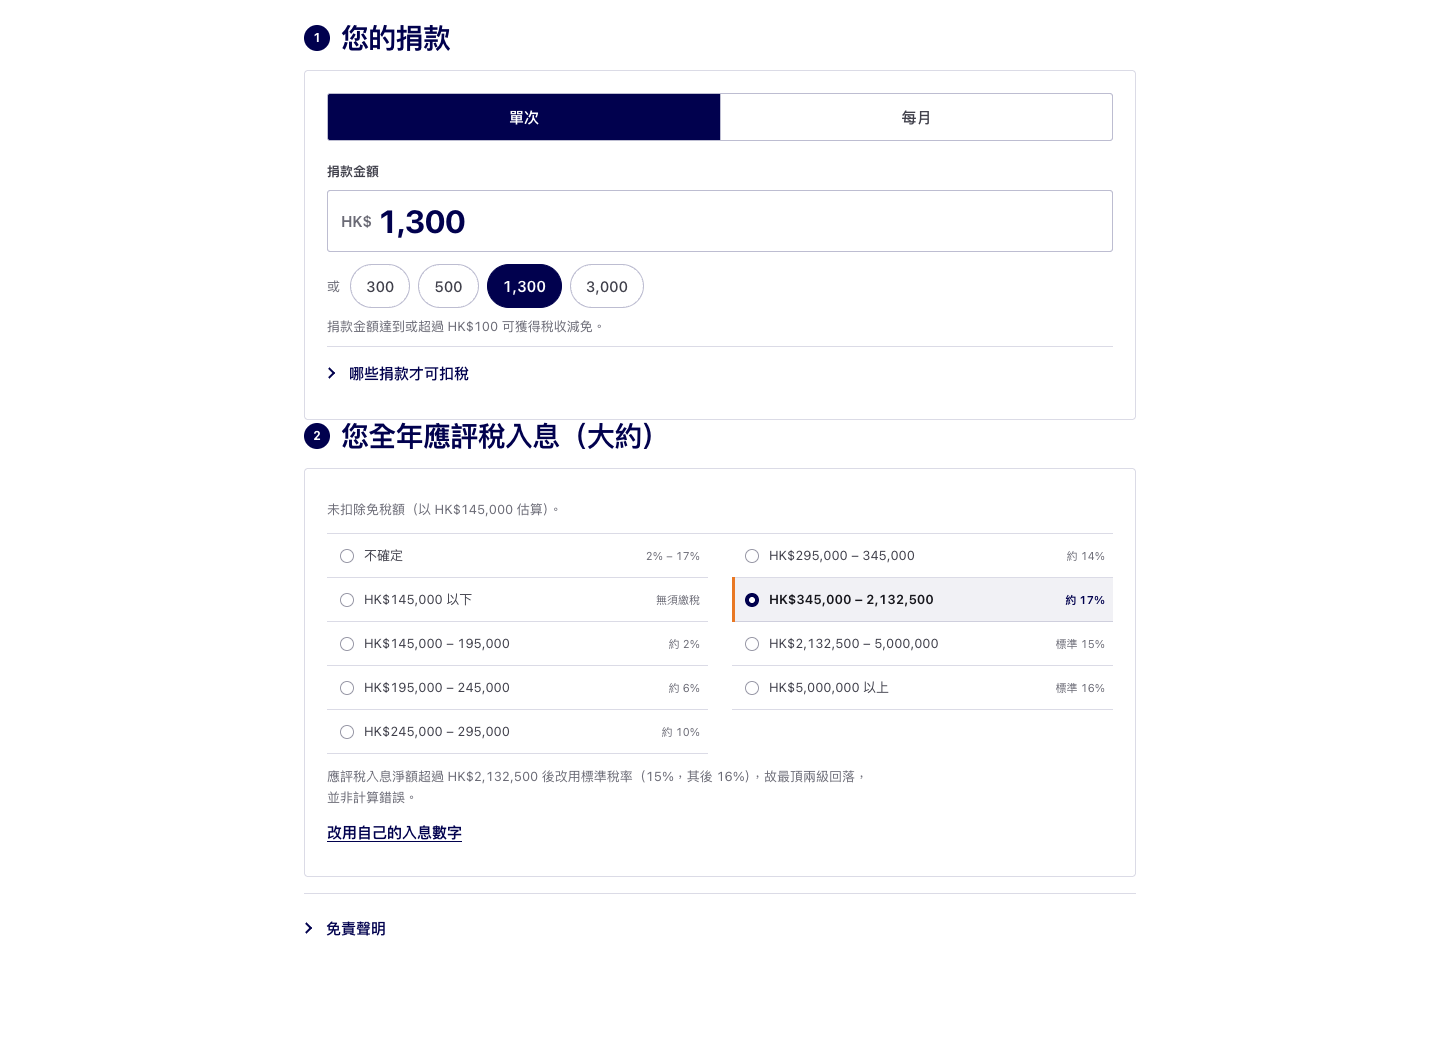 1 您的捐款
單次 每月
捐款金額
HK$ 1,300
或 300 500 1,300 3,000
捐款金額達到或超過 HK$100 可獲得稅收減免。
哪些捐款才可扣稅
2 您全年應評稅入息（大約）
未扣除免稅額（以 HK$145,000 估算）。
不確定 2% – 17%
HK$145,000 以下 無須繳稅
HK$145,000 – 195,000 約 2%
HK$195,000 – 245,000 約 6%
HK$245,000 – 295,000 約 10%
HK$295,000 – 345,000 約 14%
HK$345,000 – 2,132,500 約 17%
HK$2,132,500 – 5,000,000 標準 15%
HK$5,000,000 以上 標準 16%
應評稅入息淨額超過 HK$2,132,500 後改用標準稅率（15%，其後 16%），故最頂兩級回落，
並非計算錯誤。
改用自己的入息數字
免責聲明